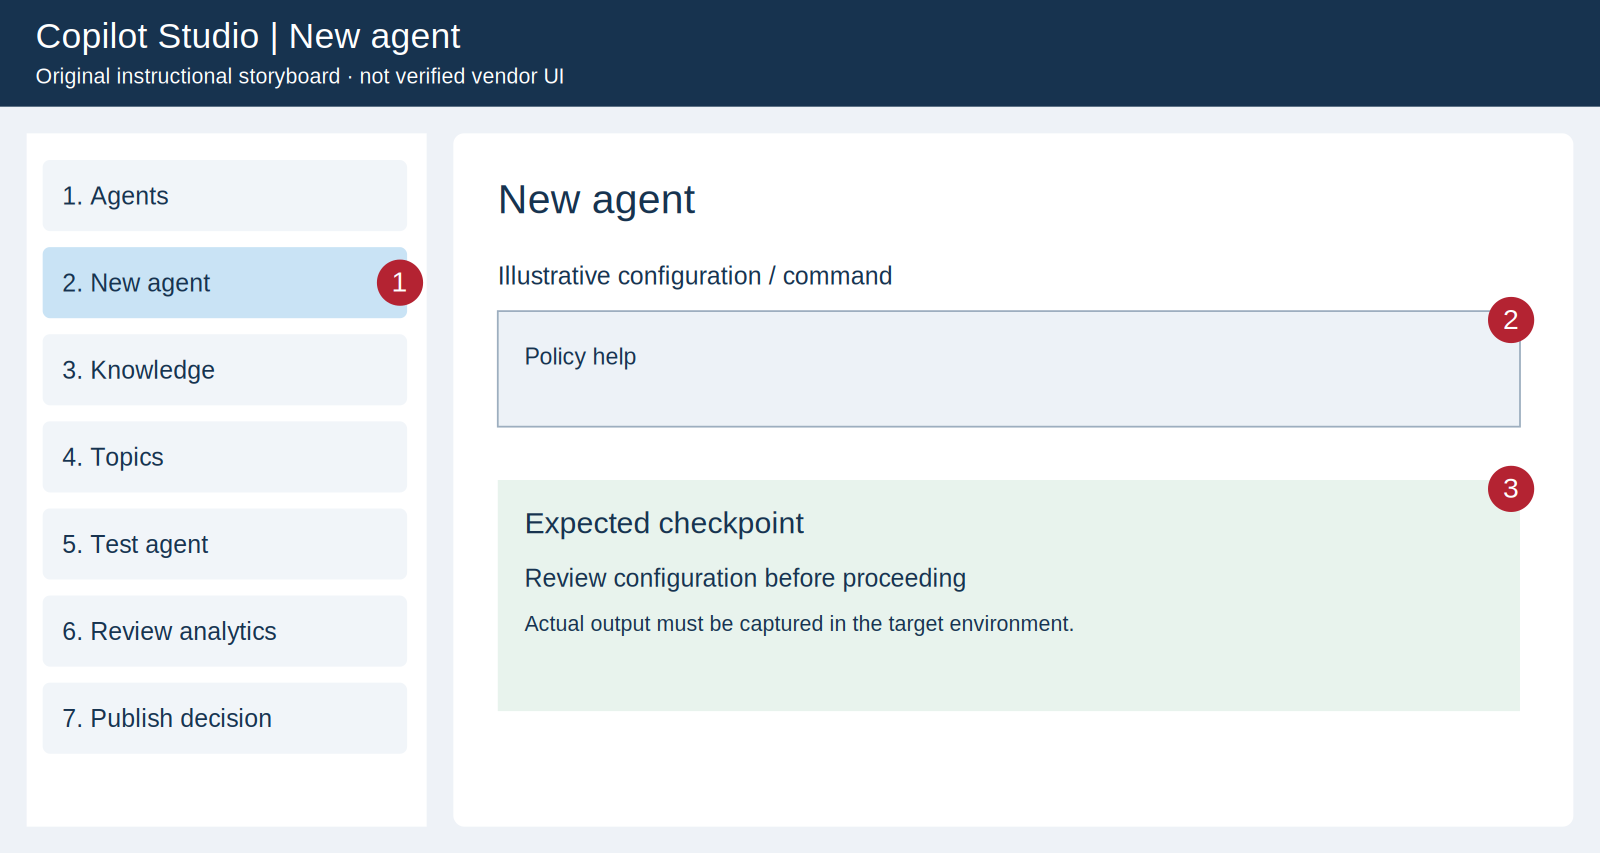 Copilot Studio | New agent
Original instructional storyboard · not verified vendor UI
1. Agents
2. New agent
1
3. Knowledge
4. Topics
5. Test agent
6. Review analytics
7. Publish decision
New agent
Illustrative configuration / command
2
Policy help
3
Expected checkpoint
Review configuration before proceeding
Actual output must be captured in the target environment.